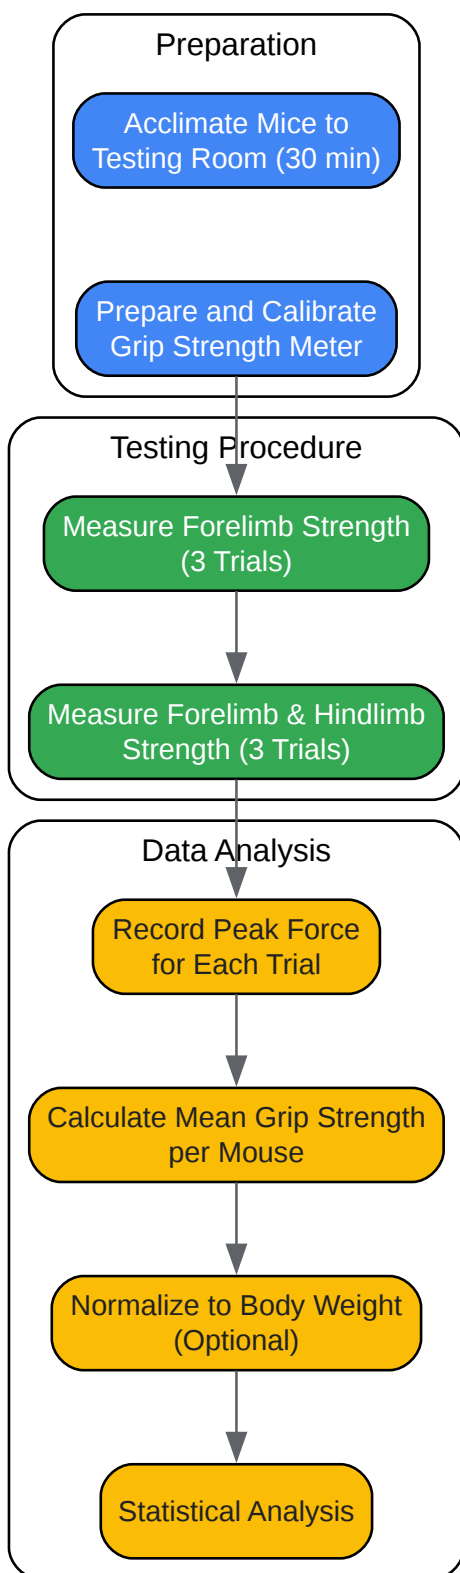 Preparation
Acclimate Mice to
Testing Room (30 min)
Prepare and Calibrate
Grip Strength Meter
Testing Procedure
Measure Forelimb Strength
(3 Trials)
Measure Forelimb & Hindlimb
Strength (3 Trials)
Data Analysis
Record Peak Force
for Each Trial
Calculate Mean Grip Strength
per Mouse
Normalize to Body Weight
(Optional)
Statistical Analysis